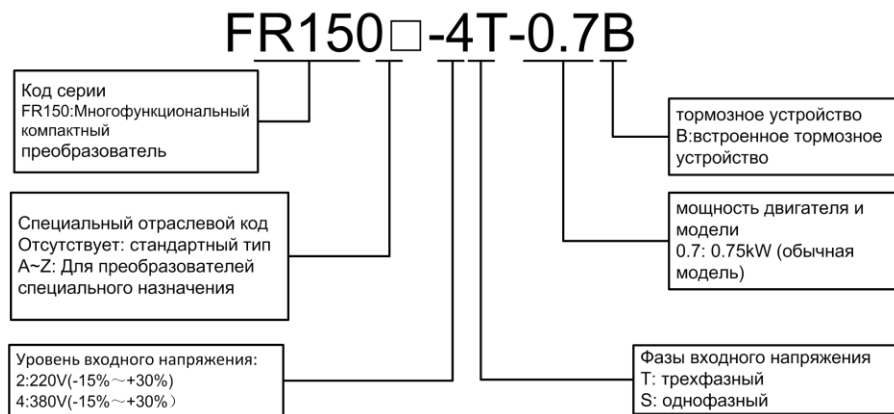 FR150□-4T-0.7B
Код серии
FR150:Многофункциональный
компактный
преобразователь
Специальный отраслевой код
Отсутствует: стандартный тип
A~Z: Для преобразователей
специального назначения
Уровень входного напряжения:
2:220V(-15%～+30%)
4:380V(-15%～+30%）
тормозное устройство
B:встроенное тормозное
устройство
мощность двигателя и
модели
0.7: 0.75kW (обычная
модель)
Фазы входного напряжения
T: трехфазный
S: однофазный